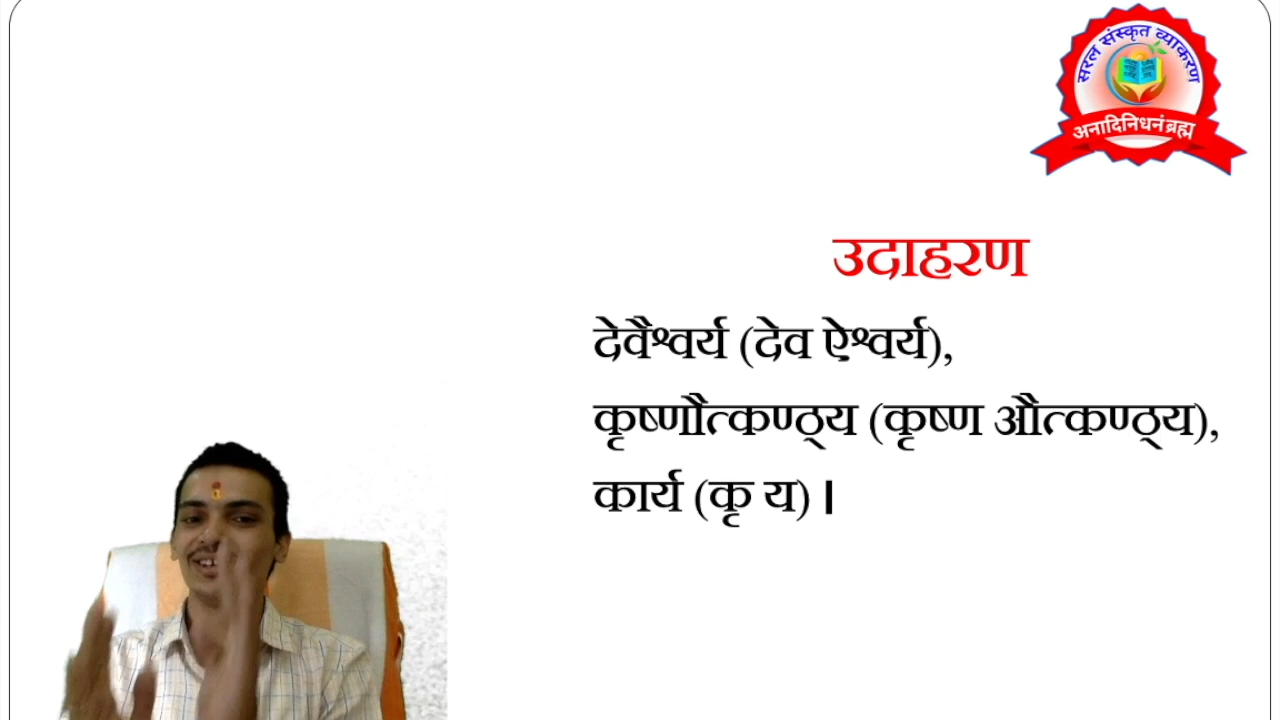 सरल संस्कृत व्याकरण
अनादिनिधनं ब्रह्म
उदाहरण
देवैश्वर्य (देव ऐश्वर्य),
कृष्णौत्कण्ठ्य (कृष्ण औत्कण्ठ्य),
कार्य (कृ य) ।